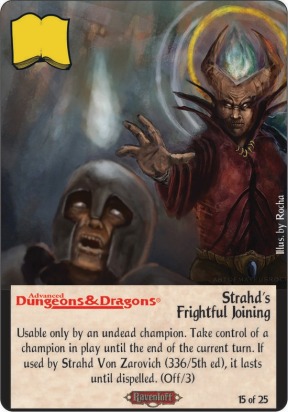 Illus. by Rocha
Advanced
Dungeons&Dragons®
Strahd's
Frightful Joining
Usable only by an undead champion. Take control of a
champion in play until the end of the current turn. If
used by Strahd Von Zarovich (336/5th ed), it lasts
until dispelled. (Off/3)
Ravenloft
15 of 25